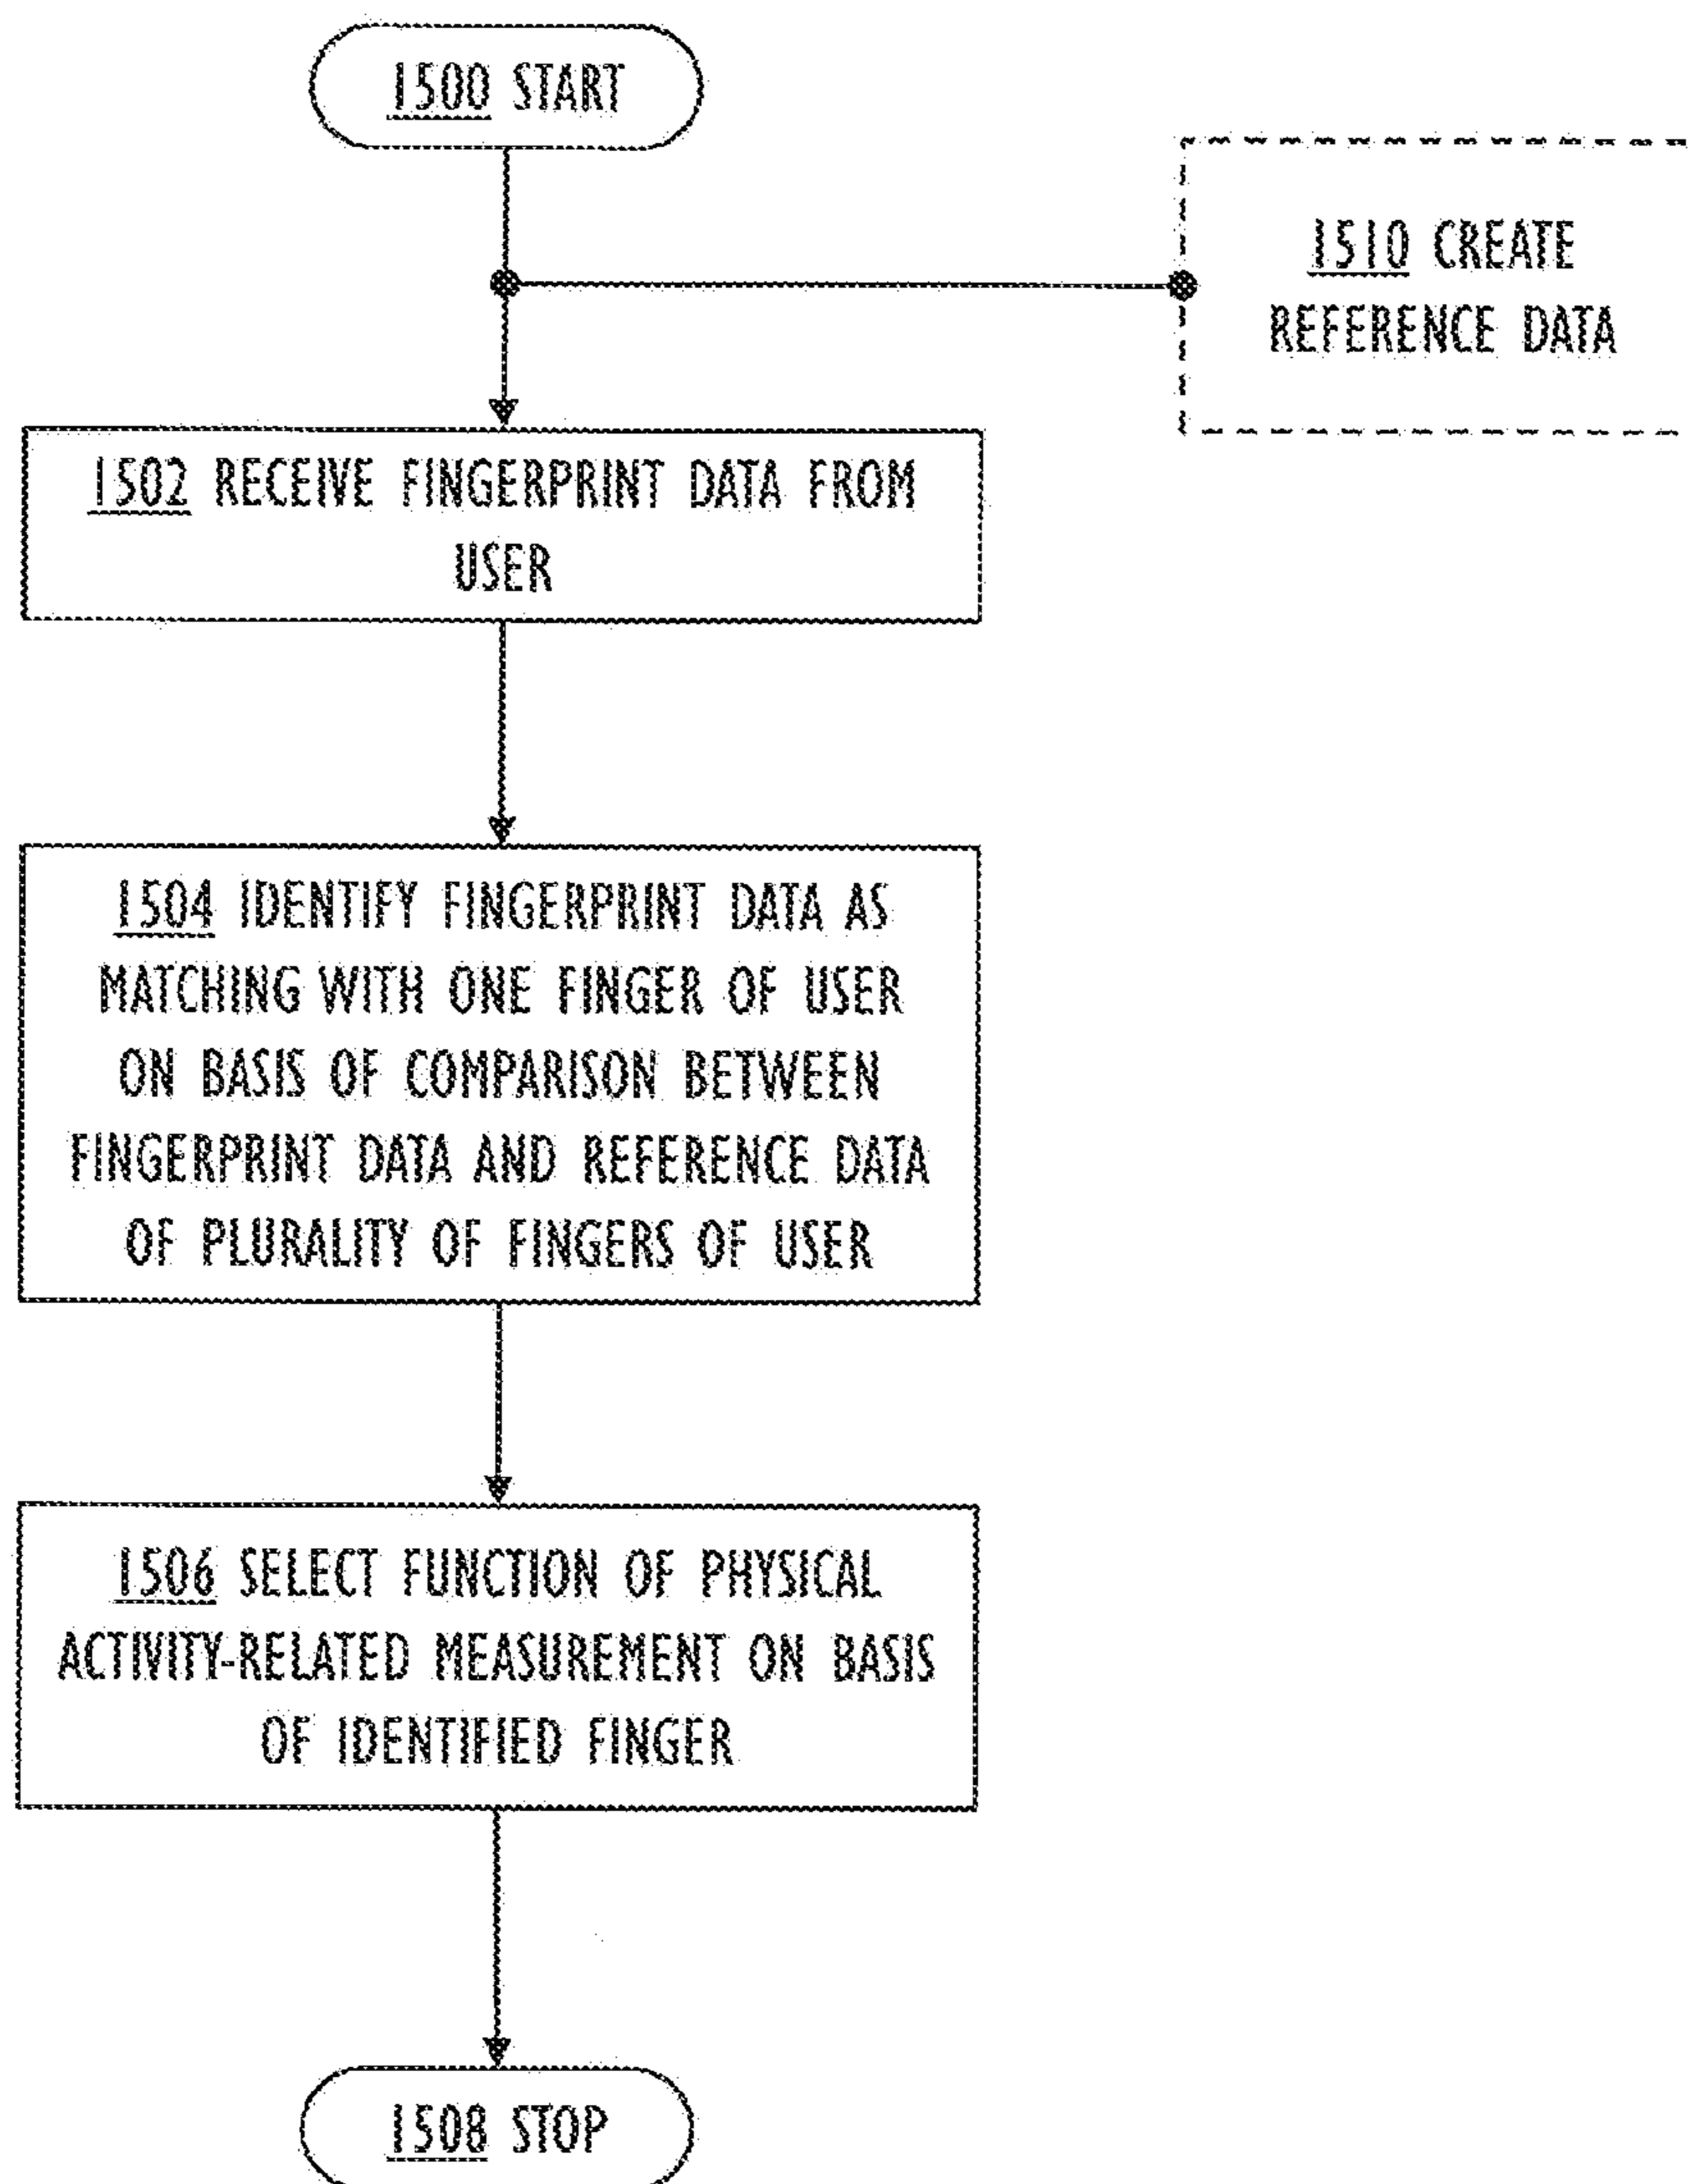 1500 START
1510 CREATE
REFERENCE DATA
1502 RECEIVE FINGERPRINT DATA FROM
USER
1504 IDENTIFY FINGERPRINT DATA AS
MATCHING WITH ONE FINGER OF USER
ON BASIS OF COMPARISON BETWEEN
FINGERPRINT DATA AND REFERENCE DATA
OF PLURALITY OF FINGERS OF USER
1506 SELECT FUNCTION OF PHYSICAL
ACTIVITY-RELATED MEASUREMENT ON BASIS
OF IDENTIFIED FINGER
1508 STOP